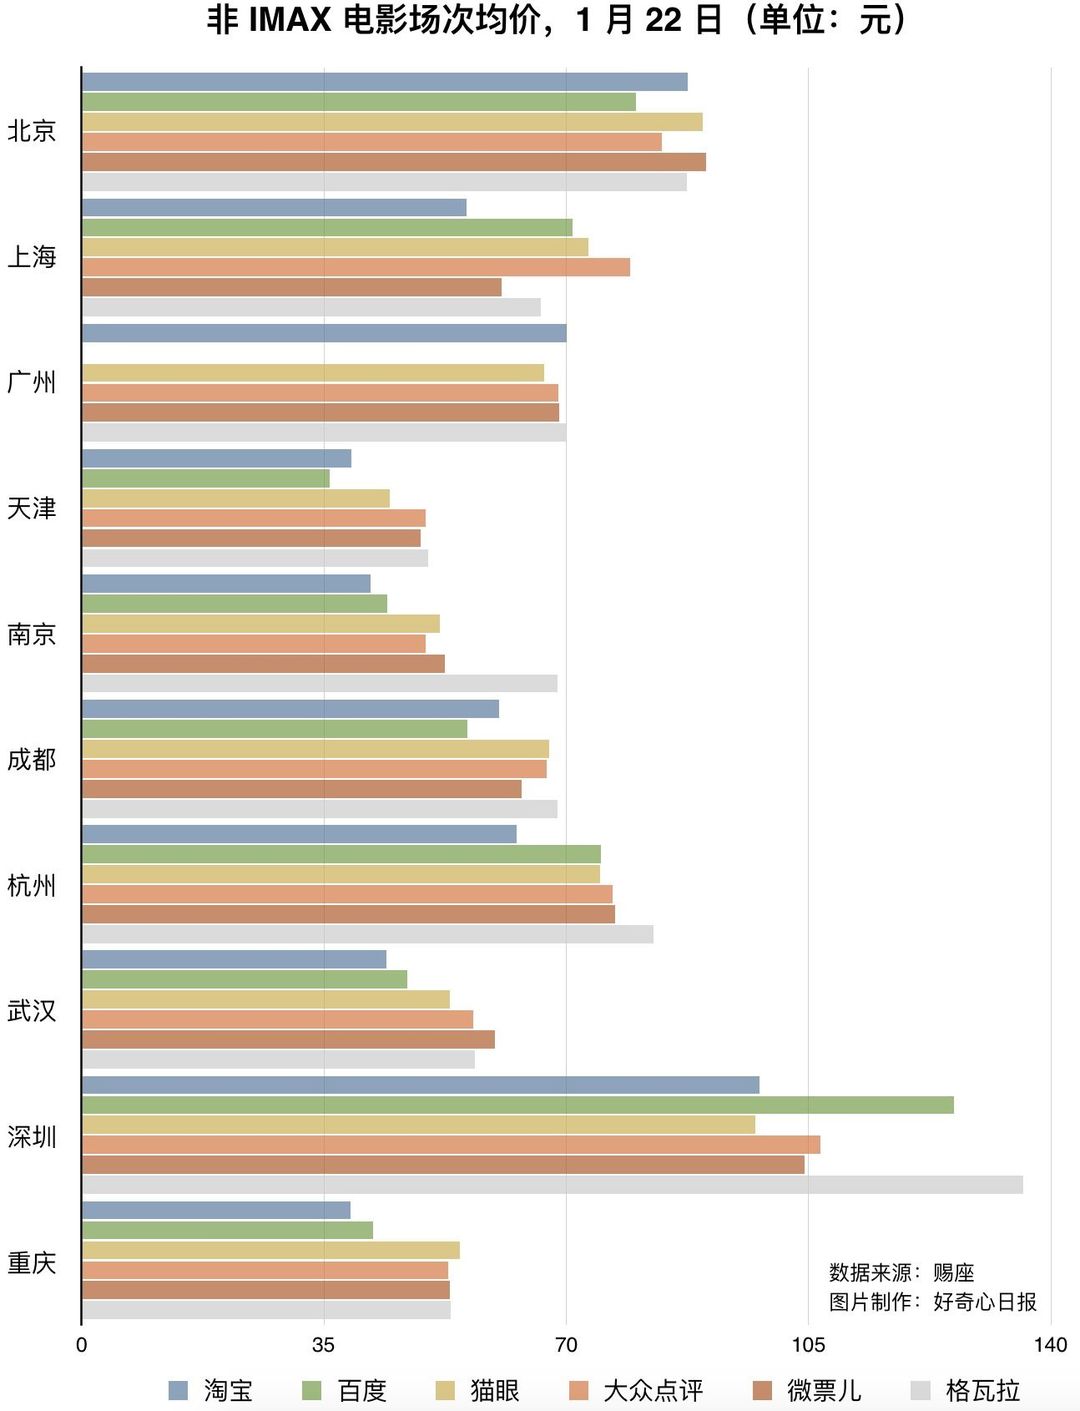 非 IMAX 电影场次均价，1 月 22 日（单位：元）
北京
上海
广州
天津
南京
成都
杭州
武汉
深圳
重庆
数据来源：赐座
图片制作：好奇心日报
0 35 70 105 140
淘宝 百度 猫眼 大众点评 微票儿 格瓦拉